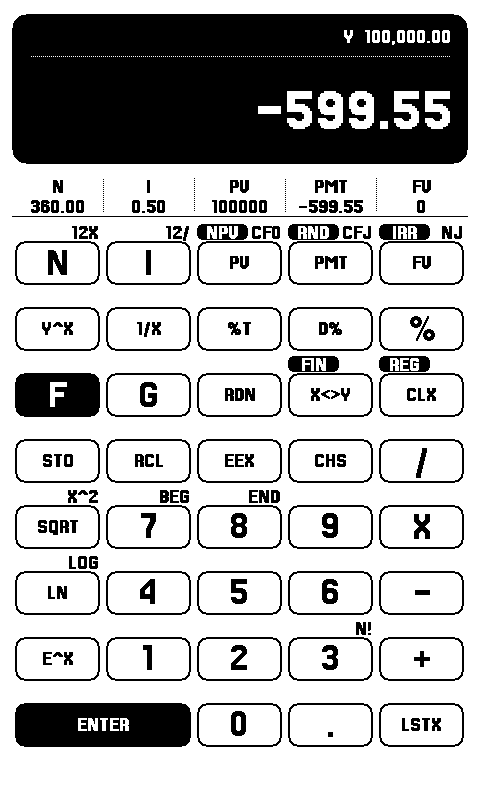 Y 100,000.00
-599.55
N I PV PMT FV
360.00 0.50 100000 -599.55 0
12X 12/ NPV CF0 RND CFJ IRR NJ
N I PV PMT FV
Y^X 1/X %T D% %
FIN REG
F G RDN X<>Y CLX
STO RCL EEX CHS /
X^2 BEG END
SQRT 7 8 9 X
LOG
LN 4 5 6 -
N!
E^X 1 2 3 +
ENTER 0 . LSTX